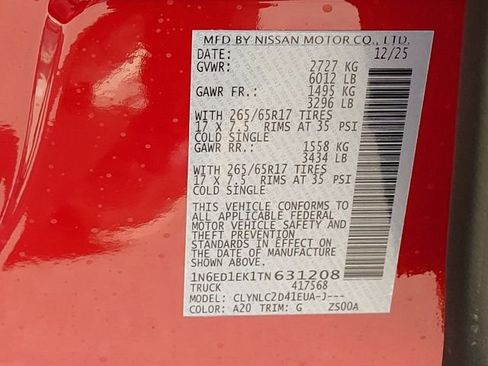 MFD BY NISSAN MOTOR CO., LTD.
DATE: 12/25
GVWR: 2727 KG
6012 LB
GAWR FR.: 1495 KG
3296 LB
WITH 265/65R17 TIRES
17 X 7.5 RIMS AT 35 PSI
COLD SINGLE
GAWR RR.: 1558 KG
3434 LB
WITH 265/65R17 TIRES
17 X 7.5 RIMS AT 35 PSI
COLD SINGLE
THIS VEHICLE CONFORMS TO
ALL APPLICABLE FEDERAL
MOTOR VEHICLE SAFETY AND
THEFT PREVENTION
STANDARDS IN EFFECT ON
THE DATE OF MANUFACTURE
SHOWN ABOVE.
1N6ED1EK1TN631208
TRUCK 417568
MODEL: CLYNLC2D41EUA-J---
COLOR: A20 TRIM: G ZS00A